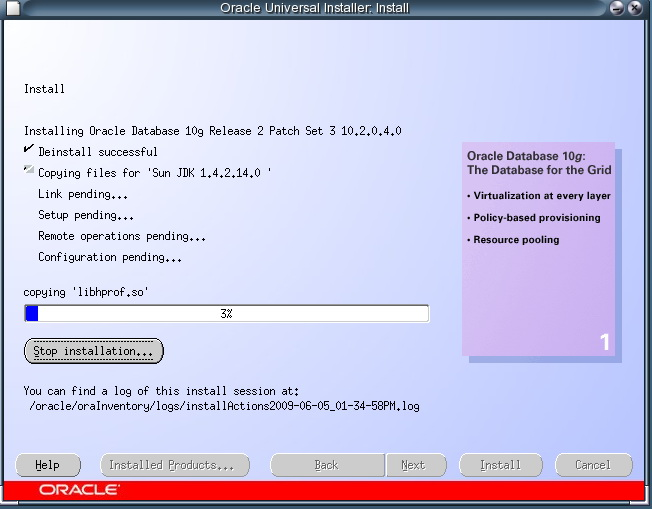 Oracle Universal Installer: Install
Install
Installing Oracle Database 10g Release 2 Patch Set 3 10.2.0.4.0
Deinstall successful
Copying files for 'Sun JDK 1.4.2.14.0 '
Link pending...
Setup pending...
Remote operations pending...
Configuration pending...
copying 'libhprof.so'
3%
Stop installation...
You can find a log of this install session at:
/oracle/oraInventory/logs/installActions2009-06-05_01-34-58PM.log
Oracle Database 10g:
The Database for the Grid
• Virtualization at every layer
• Policy-based provisioning
• Resource pooling
1
Help
Installed Products...
Back
Next
Install
Cancel
ORACLE